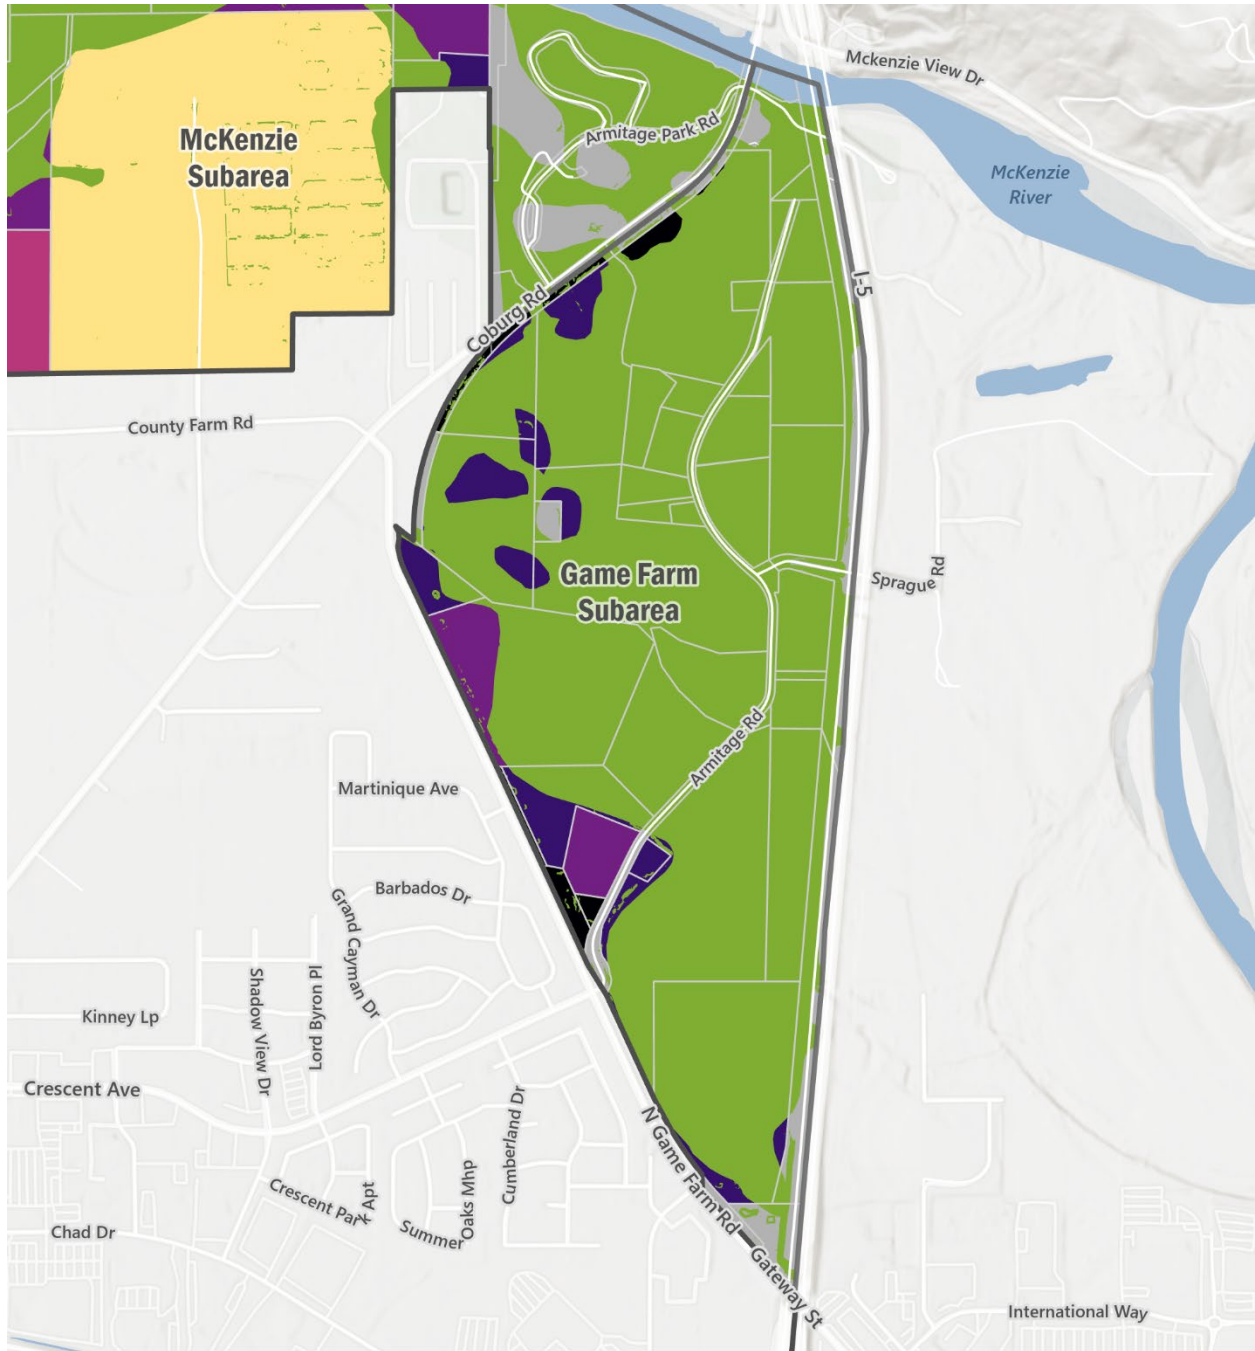 Mckenzie View Dr
Armitage Park Rd
McKenzie
Subarea
McKenzie
River
I-5
Coburg Rd
County Farm Rd
Game Farm
Subarea
Sprague Rd
Armitage Rd
Martinique Ave
Barbados Dr
Grand Cayman Dr
Shadow View Dr
Lord Byron Pl
Kinney Lp
Crescent Ave
Cumberland Dr
N Game Farm Rd
Crescent Park Apt
Oaks Mhp
Summer
Chad Dr
Gateway St
International Way